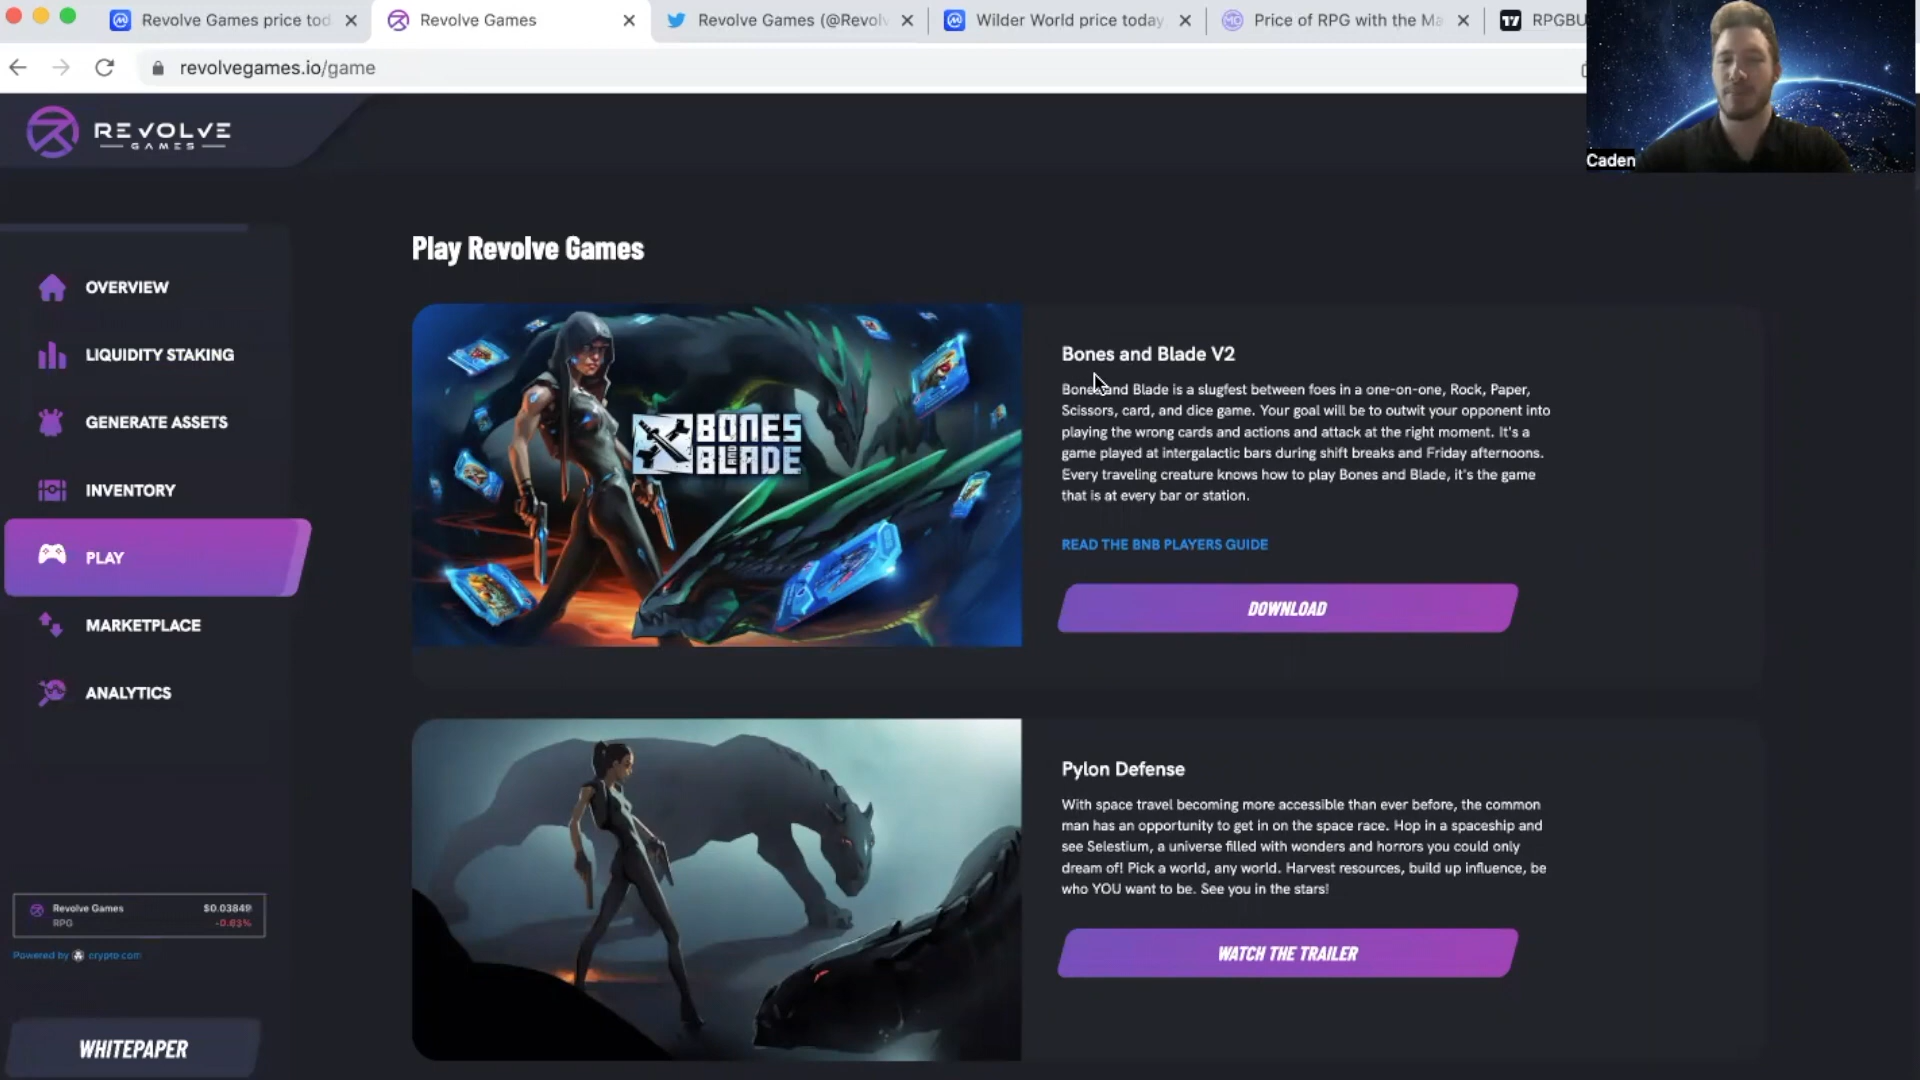 Revolve Games price tod
Revolve Games
Revolve Games (@Revolv
Wilder World price today
Price of RPG with the Ma
RPGBU
revolvegames.io/game
Caden
REVOLVE
GAMES
Play Revolve Games
OVERVIEW
LIQUIDITY STAKING
GENERATE ASSETS
INVENTORY
PLAY
MARKETPLACE
ANALYTICS
Revolve Games $0.03849
RPG -0.83%
Powered by crypto.com
WHITEPAPER
BONES
AND
BLADE
Bones and Blade V2
Bones and Blade is a slugfest between foes in a one-on-one, Rock, Paper,
Scissors, card, and dice game. Your goal will be to outwit your opponent into
playing the wrong cards and actions and attack at the right moment. It's a
game played at intergalactic bars during shift breaks and Friday afternoons.
Every traveling creature knows how to play Bones and Blade, it's the game
that is at every bar or station.
READ THE BNB PLAYERS GUIDE
DOWNLOAD
Pylon Defense
With space travel becoming more accessible than ever before, the common
man has an opportunity to get in on the space race. Hop in a spaceship and
see Selestium, a universe filled with wonders and horrors you could only
dream of! Pick a world, any world. Harvest resources, build up influence, be
who YOU want to be. See you in the stars!
WATCH THE TRAILER